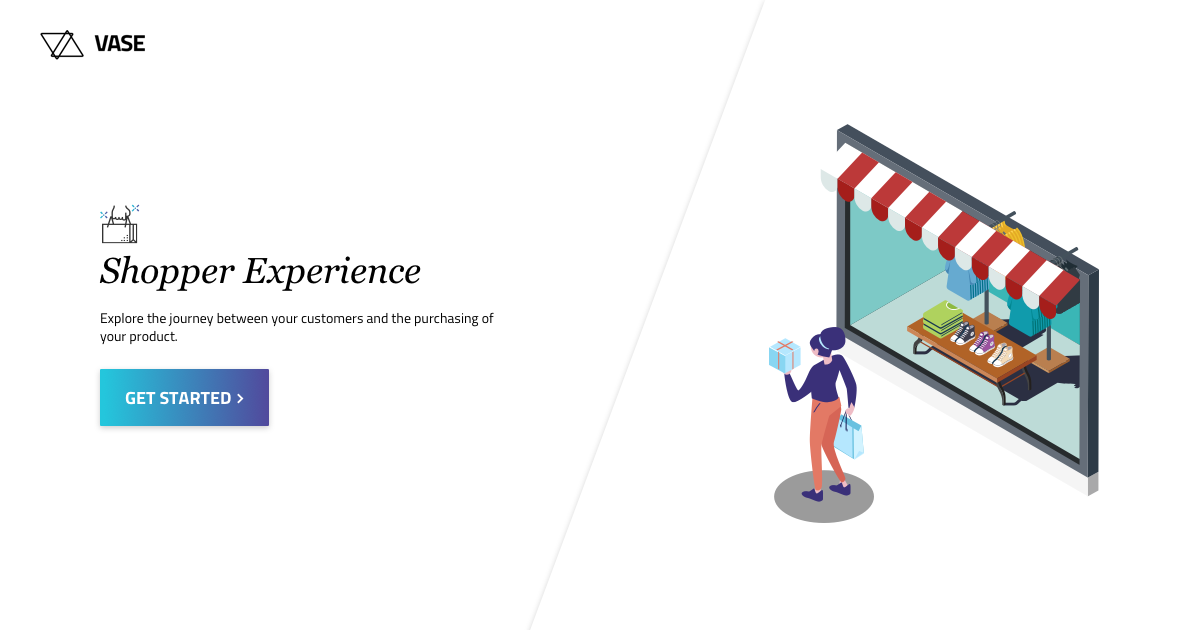 VASE
Shopper Experience
Explore the journey between your customers and the purchasing of
your product.
GET STARTED >